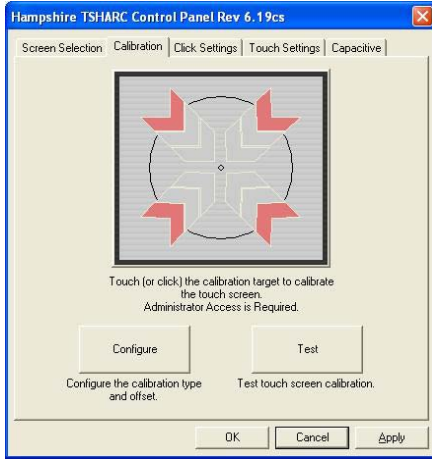 Hampshire TSHARC Control Panel Rev 6.19cs
Screen Selection Calibration Click Settings Touch Settings Capacitive
Touch (or click) the calibration target to calibrate
the touch screen.
Administrator Access is Required.
Configure Test
Configure the calibration type Test touch screen calibration.
and offset.
OK Cancel Apply